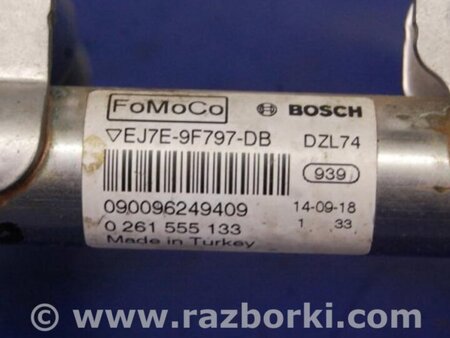 FoMoCo BOSCH
▽EJ7E-9F797-DB DZL74
939
090096249409 14-09-18
0 261 555 133 1 33
Made in Turkey
© www.razborki.com